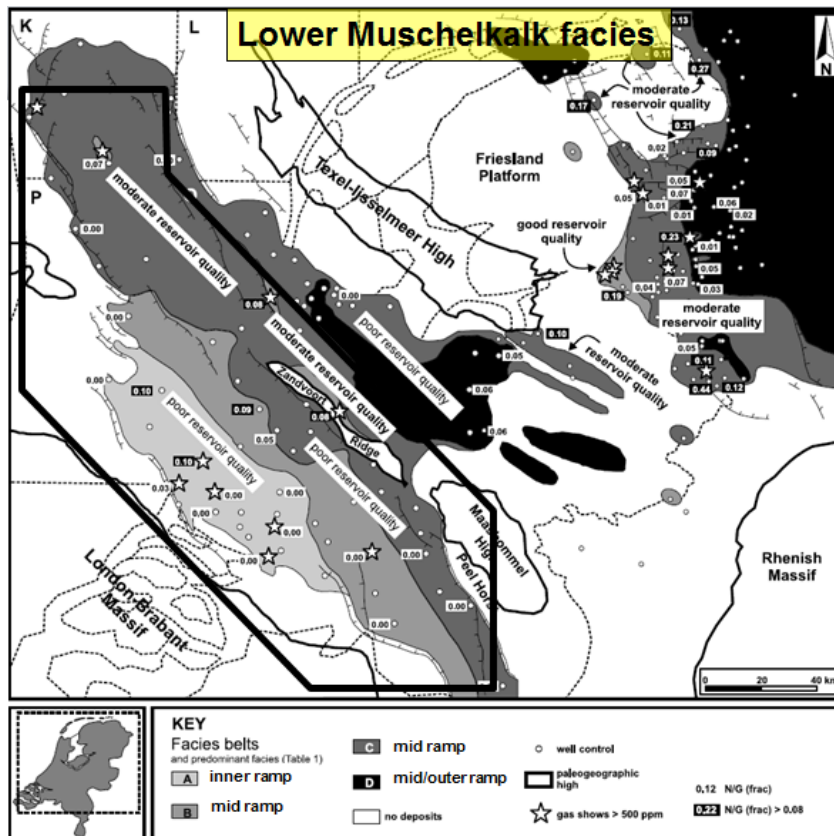 Lower Muschelkalk facies
K
L
N
0.13
0.11
0.27
moderate
reservoir quality
0.17
0.21
0.02
0.09
Friesland
Platform
Texel-Ijsselmeer High
0.07
P
moderate reservoir quality
0.00
0.05
0.05
0.07
0.01
0.01
0.06
0.02
good reservoir
quality
0.23
0.01
0.05
0.19
0.04
0.07
0.03
moderate
reservoir quality
0.08
0.00
0.00
moderate reservoir quality
poor reservoir quality
0.10
0.05
moderate
reservoir quality
0.05
0.11
0.44
0.12
0.00
0.10
Zandvoort
Ridge
0.08
0.06
0.06
0.09
0.05
poor reservoir quality
poor reservoir quality
0.10
0.03
0.00
0.00
0.00
0.00
0.00
0.00
0.00
0.00
0.00
Maasbommel
High
Peel Horst
London-Brabant
Massif
Rhenish
Massif
0 20 40 km
KEY
Facies belts
and predominant facies (Table 1)
A inner ramp
B mid ramp
C mid ramp
D mid/outer ramp
no deposits
well control
paleogeographic
high
gas shows > 500 ppm
0,12 N/G (frac)
0.22 N/G (frac) > 0.08